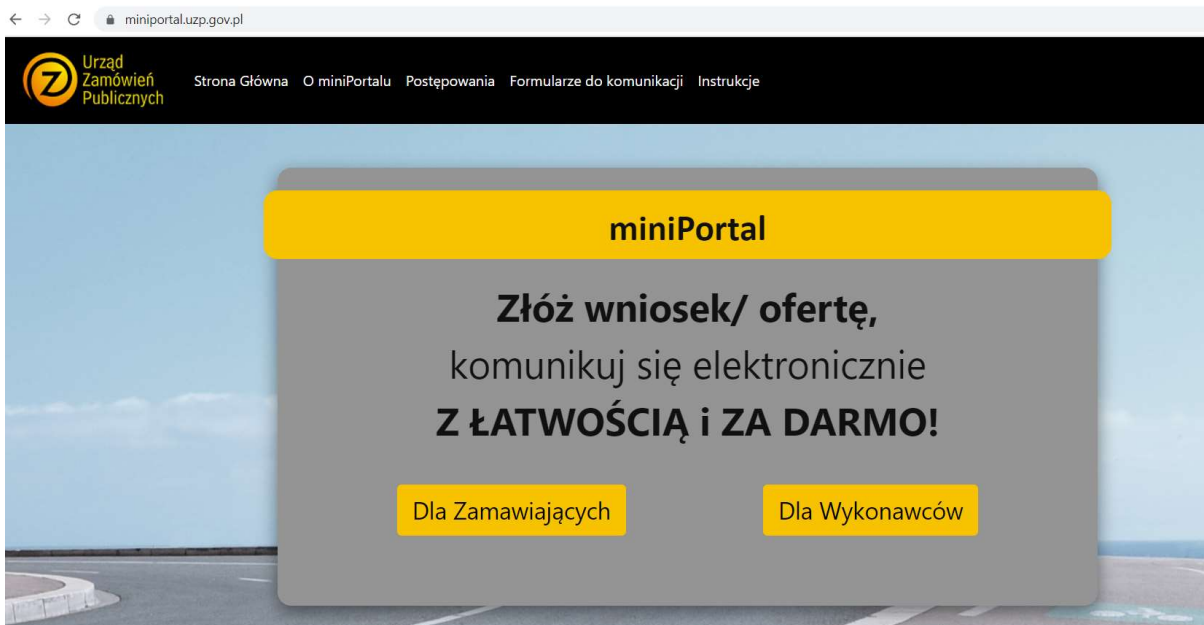 miniportal.uzp.gov.pl
Urząd
Zamówień
Publicznych
Strona Główna O miniPortalu Postępowania Formularze do komunikacji Instrukcje
miniPortal
Złóż wniosek/ ofertę,
komunikuj się elektronicznie
Z ŁATWOŚCIĄ i ZA DARMO!
Dla Zamawiających Dla Wykonawców